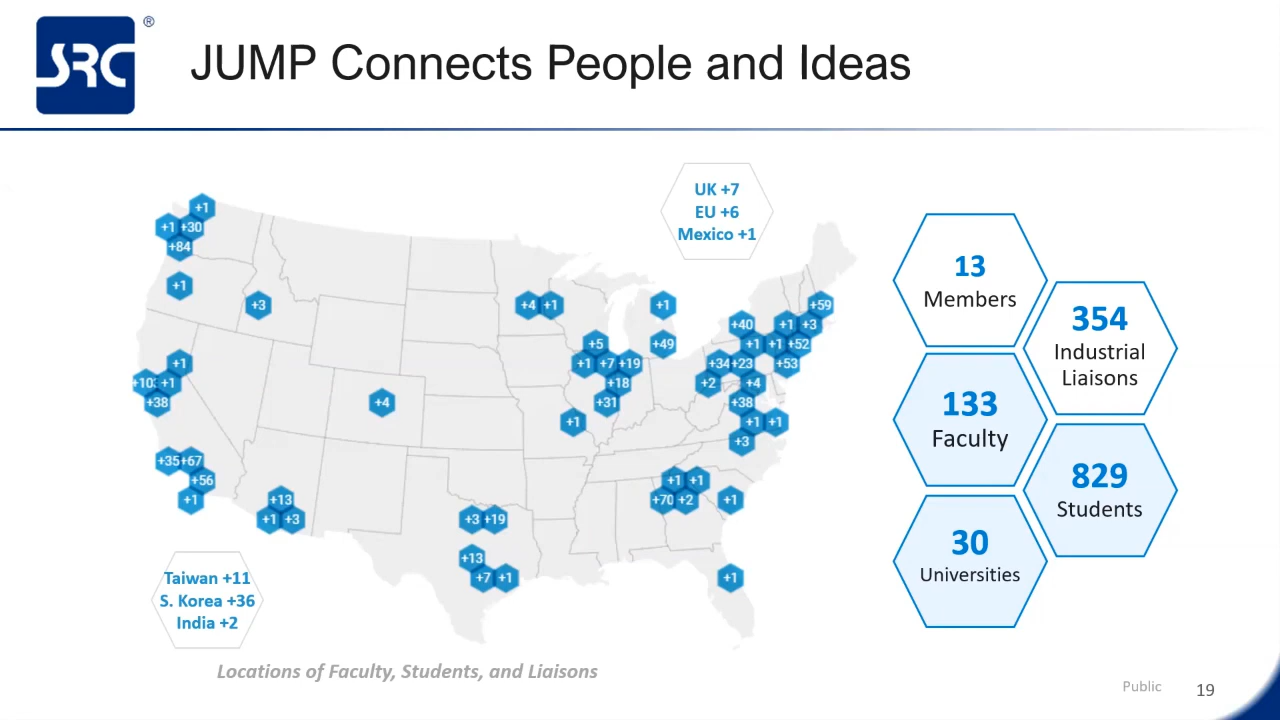 SRC
®
JUMP Connects People and Ideas
UK +7
EU +6
Mexico +1
+1
+1 +30
+84
+1
+3
+4 +1
+1
+59
+40
+1 +3
+5
+49
+1 +1 +52
+1
+1 +7 +19
+34 +23
+53
+1
+18
+2
+4
+38
+4
+31
+38
+1
+1 +1
+3
+35 +67
+56
+1
+1 +1
+1
+13
+70 +2
+1
+1 +3
+3 +19
+13
+7 +1
+1
13
Members
354
Industrial
Liaisons
133
Faculty
829
Students
30
Universities
Taiwan +11
S. Korea +36
India +2
Locations of Faculty, Students, and Liaisons
Public
19